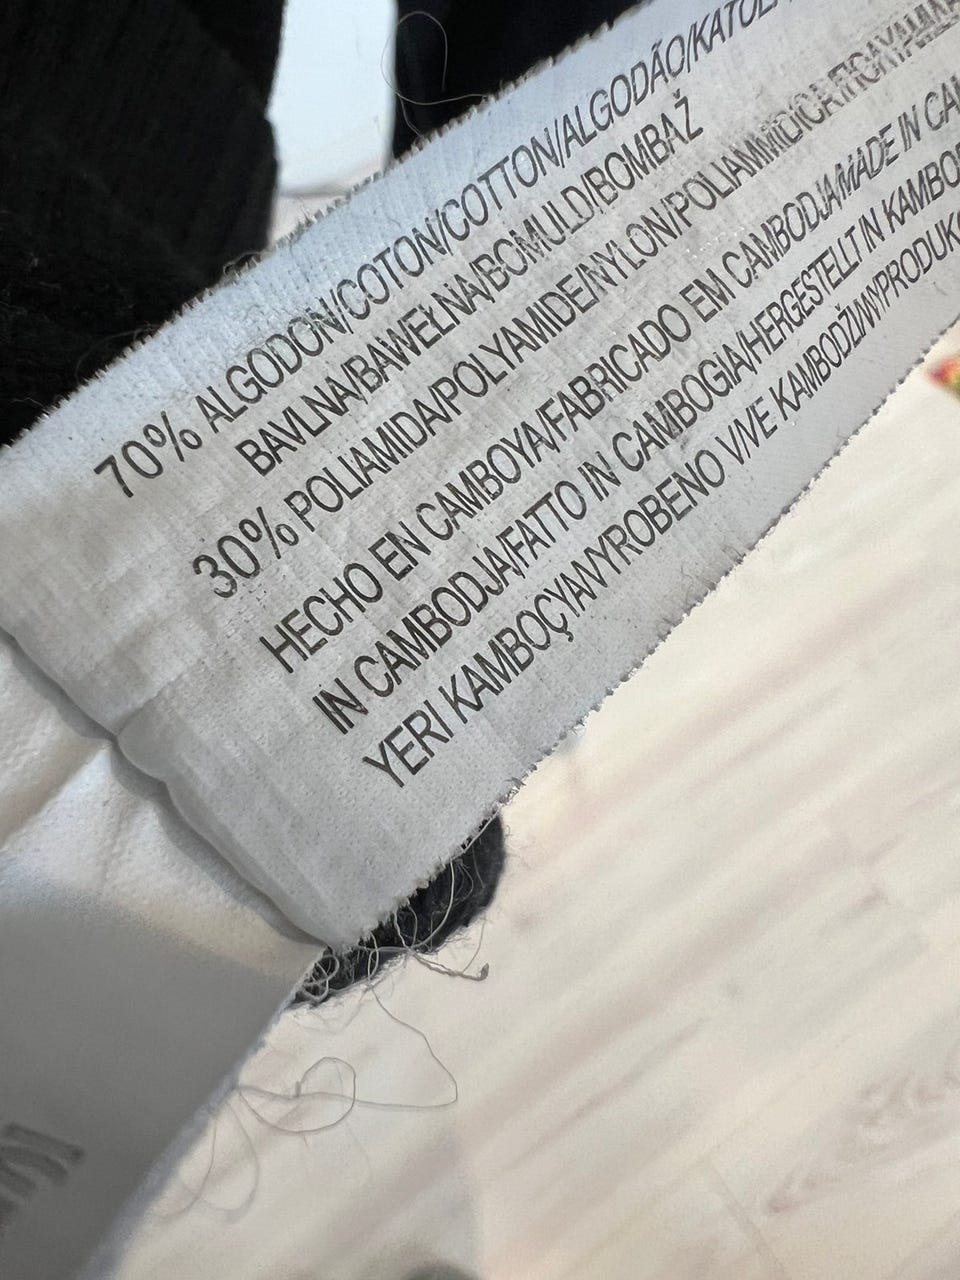 70% ALGODON/COTON/COTTON/ALGODÃO/
BAVLNA/BAWEŁNA/BOMULD/BOMBAŽ
30% POLIAMIDA/POLYAMIDE/NYLON/
HECHO EN CAMBOYA/FABRICADO EM CAMBODJA/MADE IN
IN CAMBODJA/FATTO IN CAMBOGIA/HERGESTELLT IN
YERI KAMBOÇYA/VYROBENO V/VE KAMBODŽI/